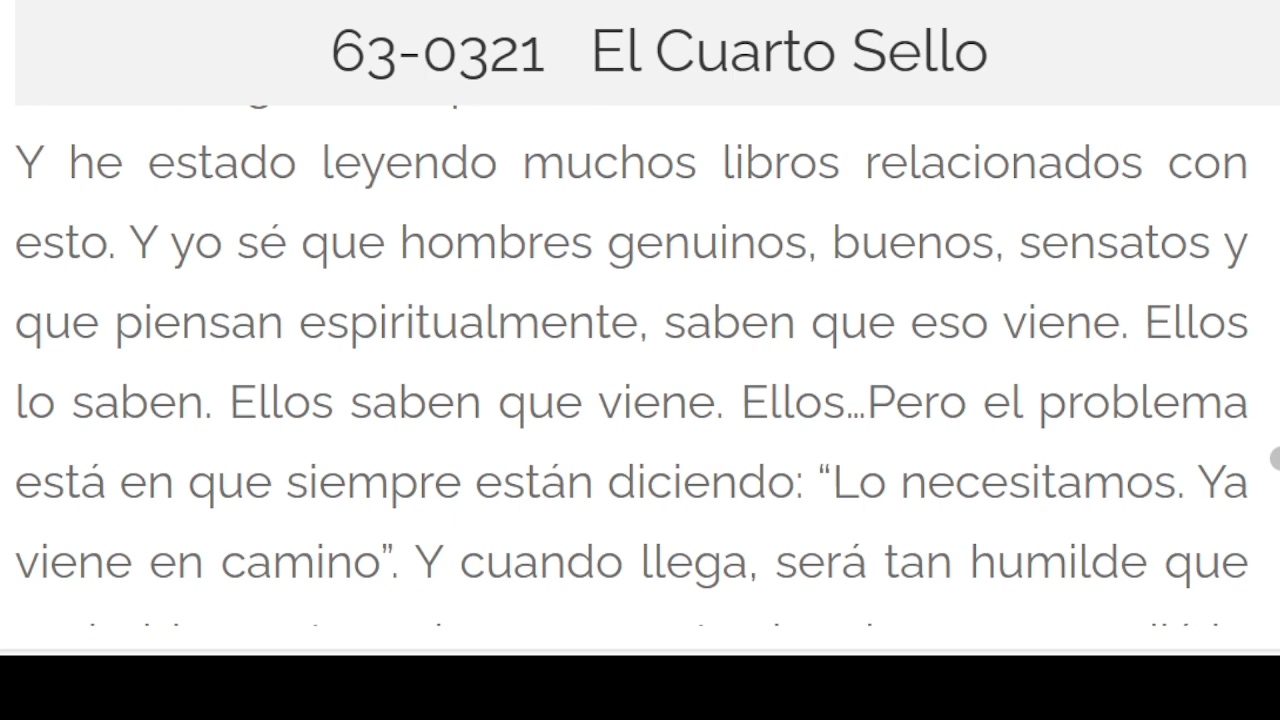 63-0321 El Cuarto Sello
Y he estado leyendo muchos libros relacionados con
esto. Y yo sé que hombres genuinos, buenos, sensatos y
que piensan espiritualmente, saben que eso viene. Ellos
lo saben. Ellos saben que viene. Ellos…Pero el problema
está en que siempre están diciendo: “Lo necesitamos. Ya
viene en camino”. Y cuando llega, será tan humilde que